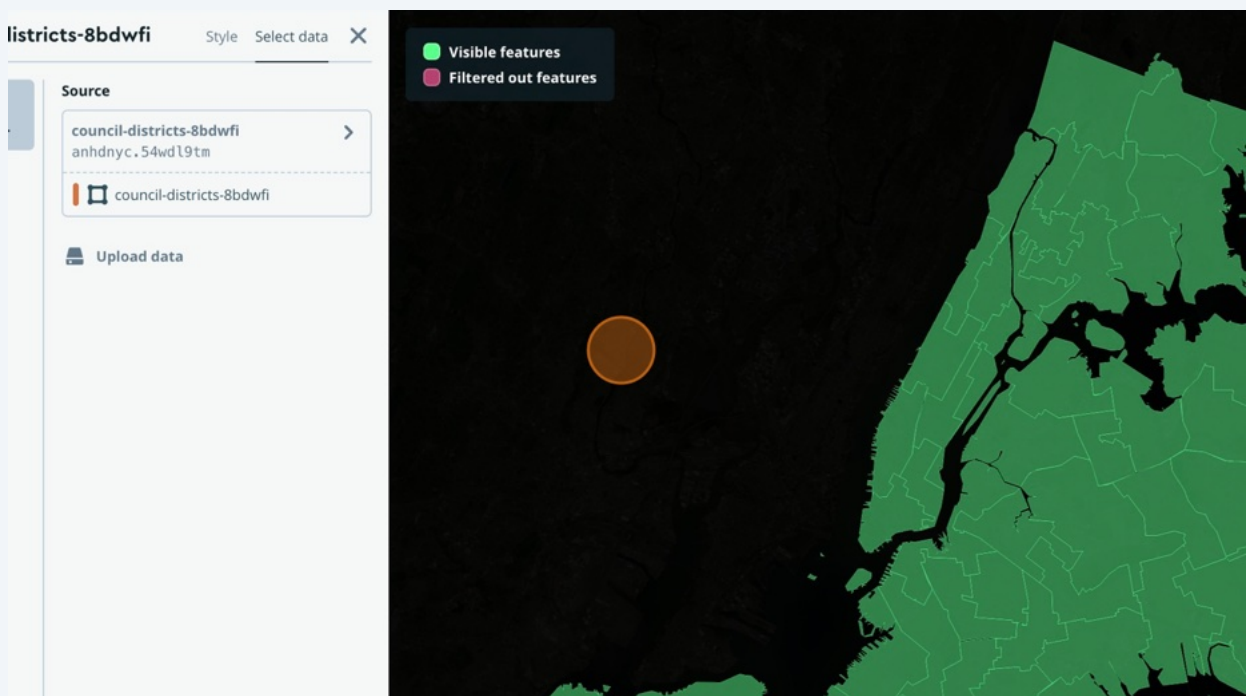 districts-8bdwfi
Style
Select data
Source
council-districts-8bdwfi
anhdnyc.54wdl9tm
council-districts-8bdwfi
Upload data
Visible features
Filtered out features